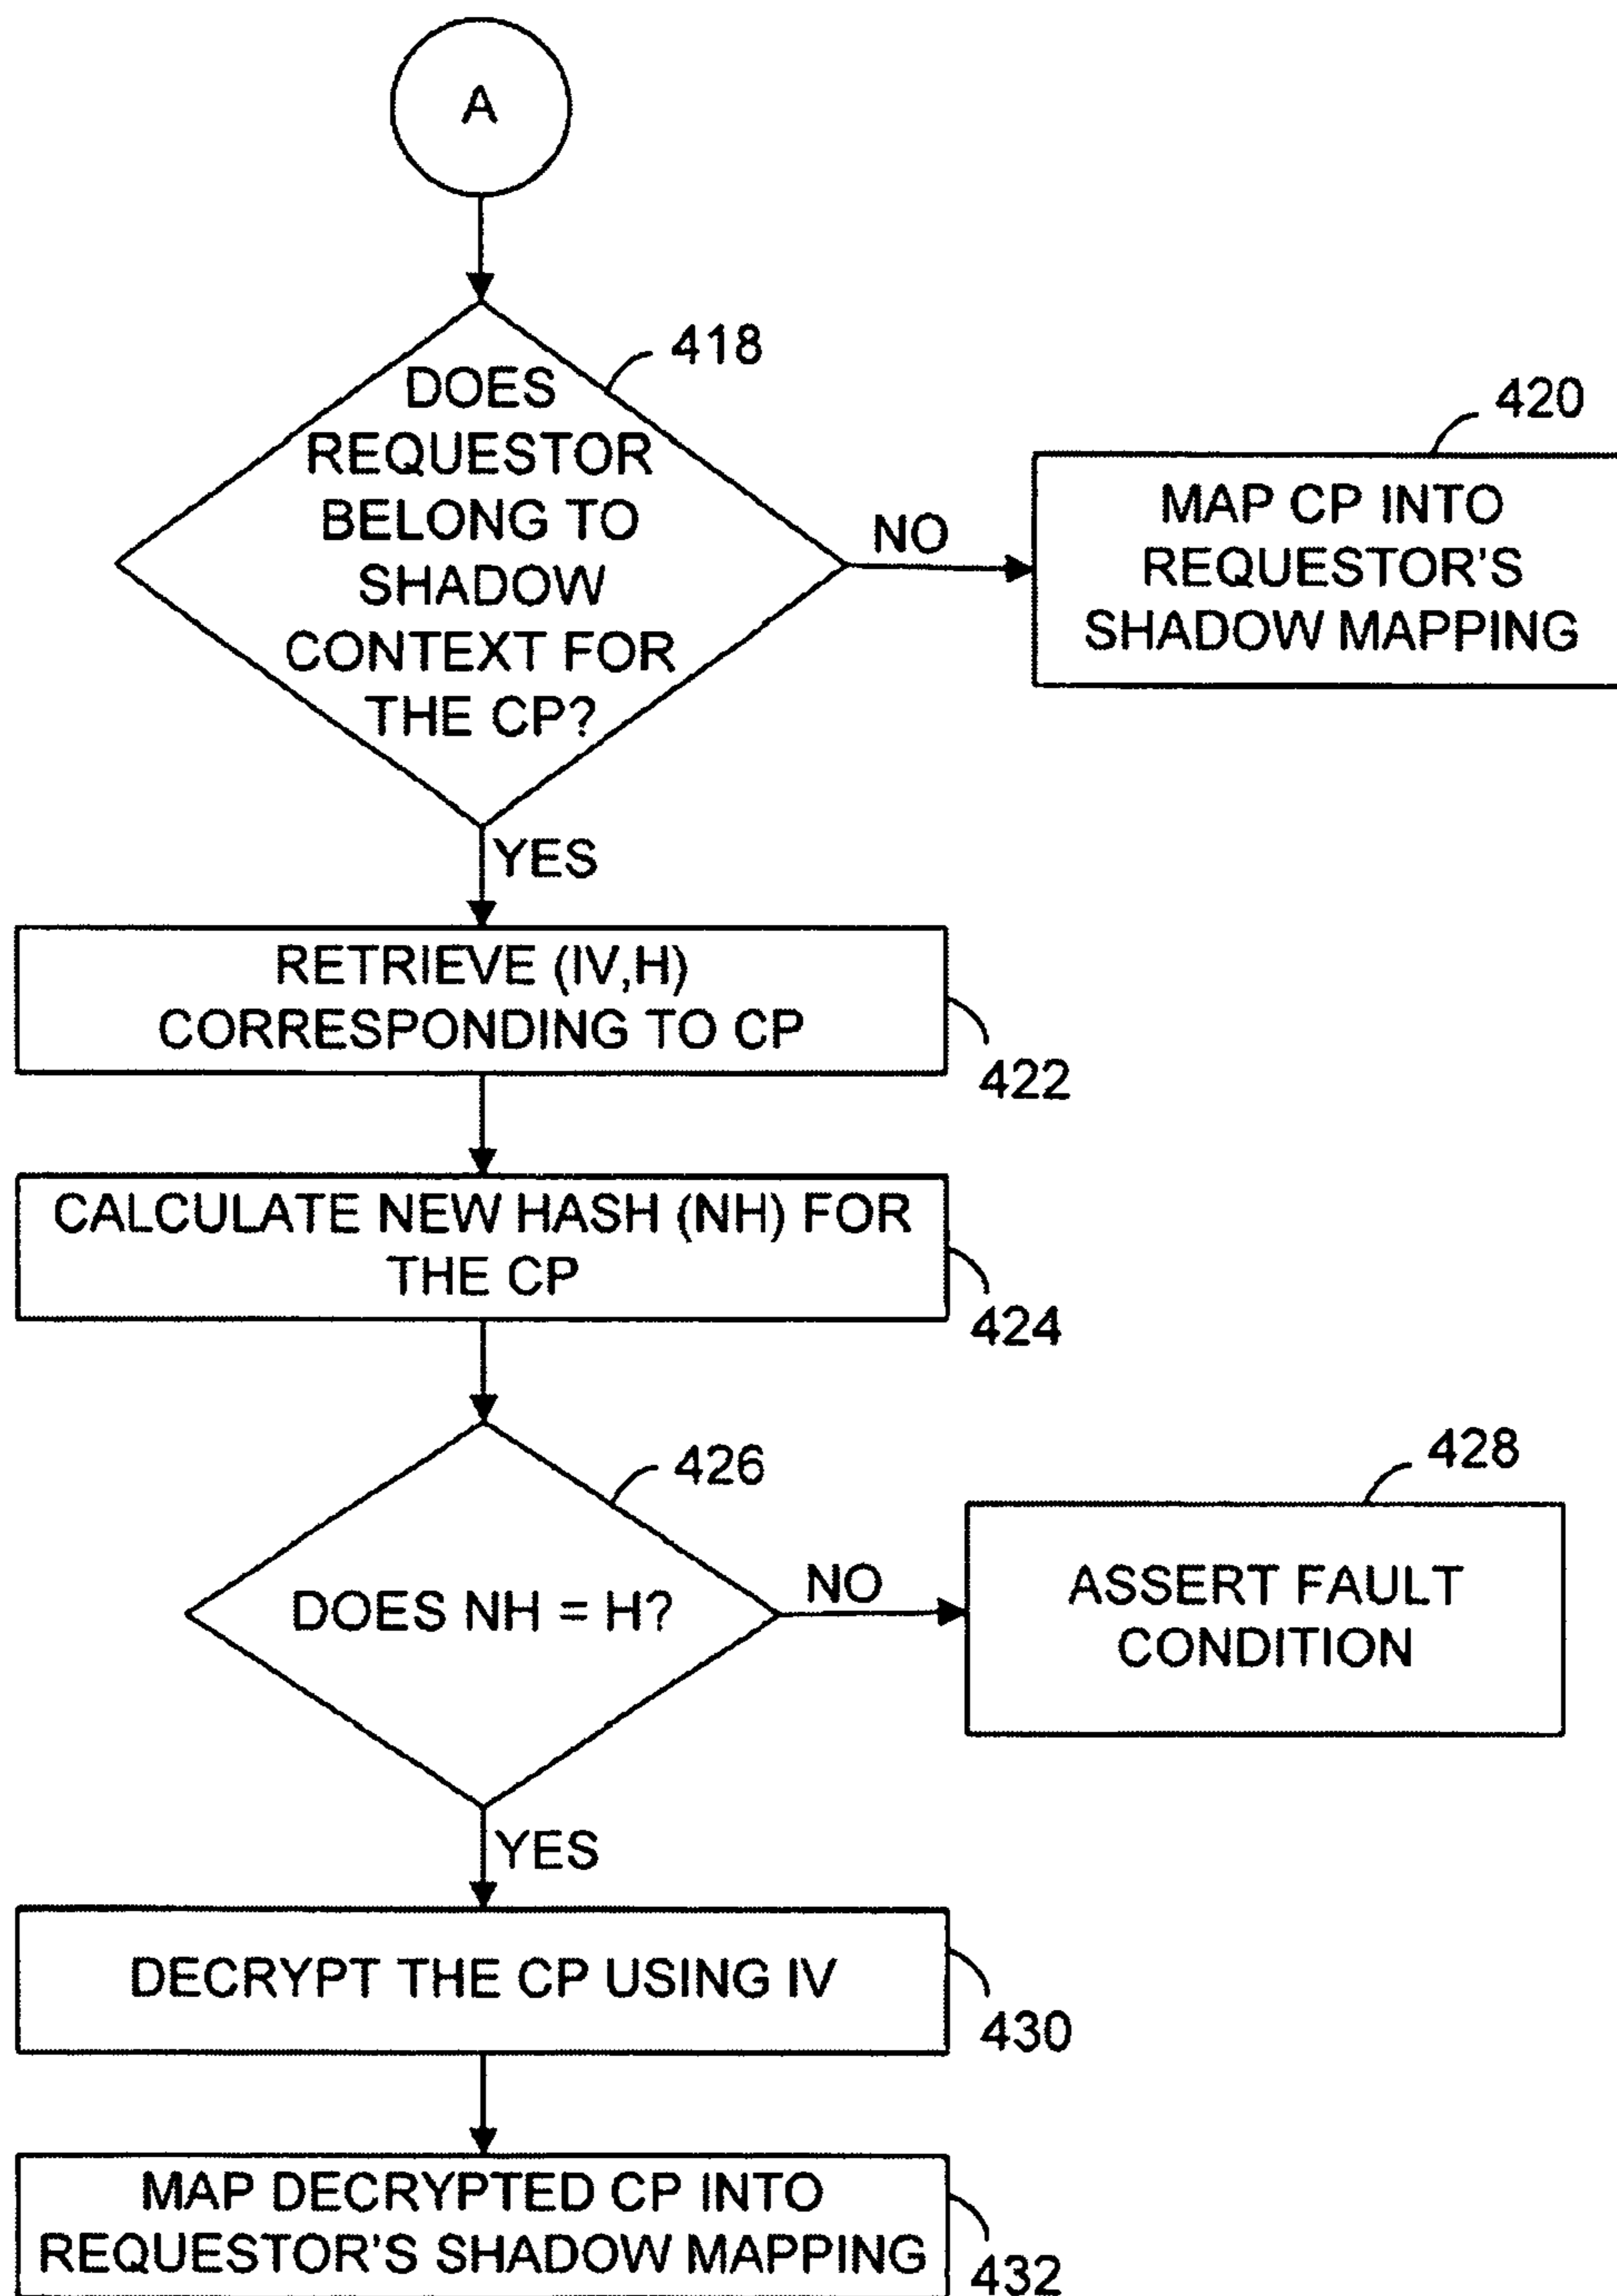 A
418
DOES
REQUESTOR
BELONG TO
SHADOW
CONTEXT FOR
THE CP?
NO
420
MAP CP INTO
REQUESTOR'S
SHADOW MAPPING
YES
RETRIEVE (IV,H)
CORRESPONDING TO CP
422
CALCULATE NEW HASH (NH) FOR
THE CP
424
426
DOES NH = H?
NO
428
ASSERT FAULT
CONDITION
YES
DECRYPT THE CP USING IV
430
MAP DECRYPTED CP INTO
REQUESTOR'S SHADOW MAPPING
432